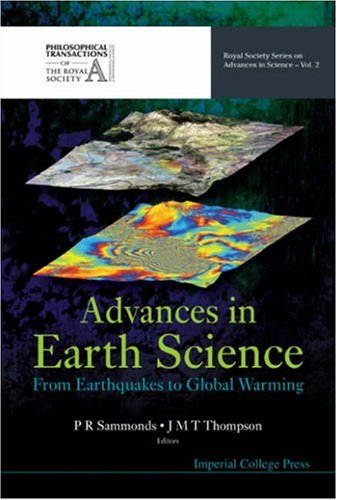 PHILOSOPHICAL
TRANSACTIONS
OF
THE ROYAL
SOCIETY
A
Royal Society Series on
Advances in Science – Vol. 2
Advances in
Earth Science
From Earthquakes to Global Warming
P R Sammonds • J M T Thompson
Editors
Imperial College Press